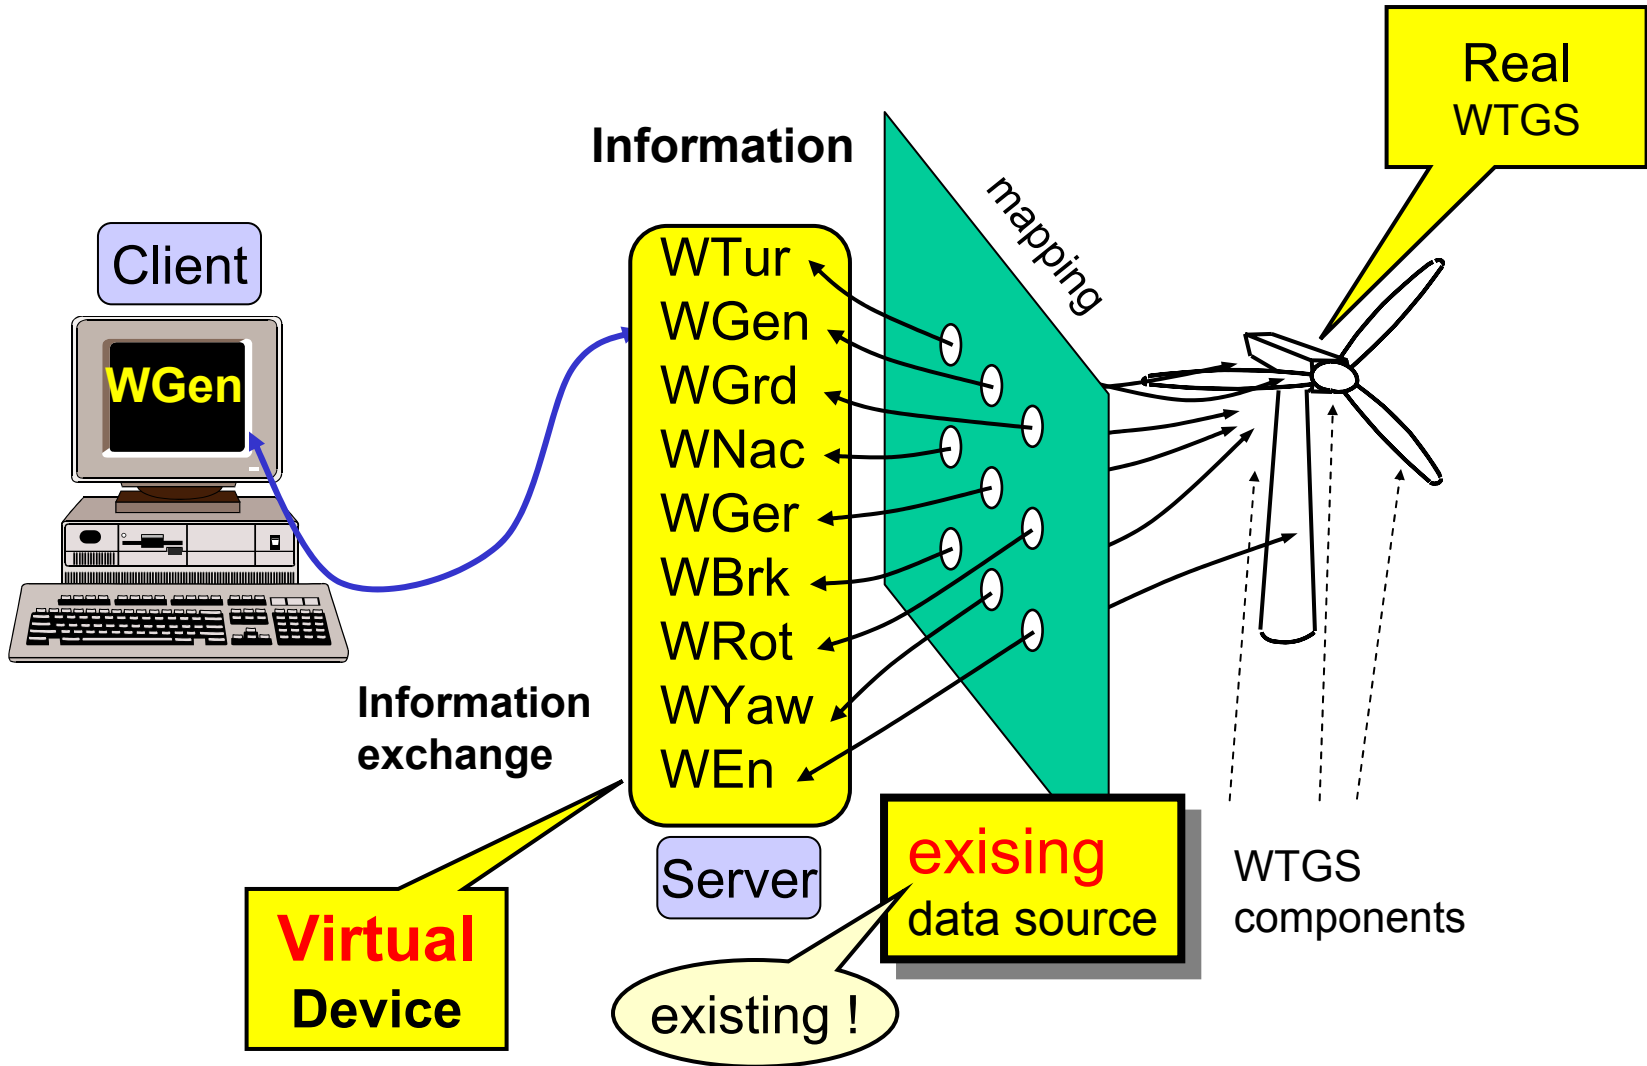 Real
WTGS
Information
mapping
Client
WGen
WTur
WGen
WGrd
WNac
WGer
WBrk
WRot
WYaw
WEn
Information
exchange
Server
Virtual
Device
exising
data source
existing !
WTGS
components